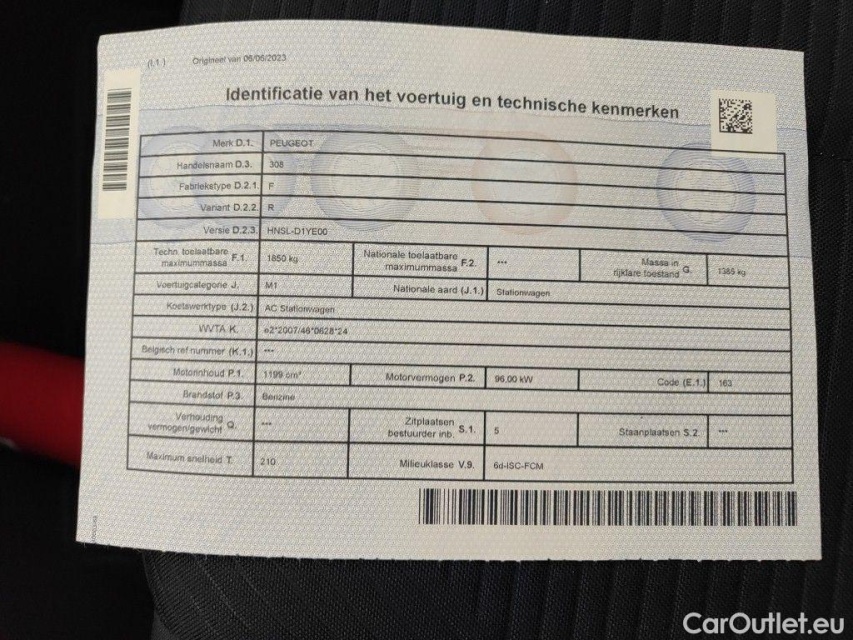 (I.1.) Origineel van 06/06/2023
Identificatie van het voertuig en technische kenmerken
Merk D.1. PEUGEOT
Handelsnaam D.3. 308
Fabriekstype D.2.1 F
Variant D.2.2. R
Versie D.2.3. HNSL-D1YE00
Techn. toelaatbare maximummassa F.1. 1850 kg Nationale toelaatbare maximummassa F.2. --- Massa in rijklare toestand G. 1385 kg
Voertuigcategorie J. M1 Nationale aard (J.1.) Stationwagen
Koetswerktype (J.2.) AC Stationwagen
WVTA K. e2*2007/46*0628*24
Belgisch ref nummer (K.1.) ---
Motorinhoud P.1. 1199 cm³ Motorvermogen P.2. 96,00 kW Code (E.1.) 163
Brandstof P.3. Benzine
Verhouding vermogen/gewicht Q. --- Zitplaatsen bestuurder inb. S.1. 5 Staanplaatsen S.2. ---
Maximum snelheid T. 210 Milieuklasse V.9. 6d-ISC-FCM
CarOutlet.eu